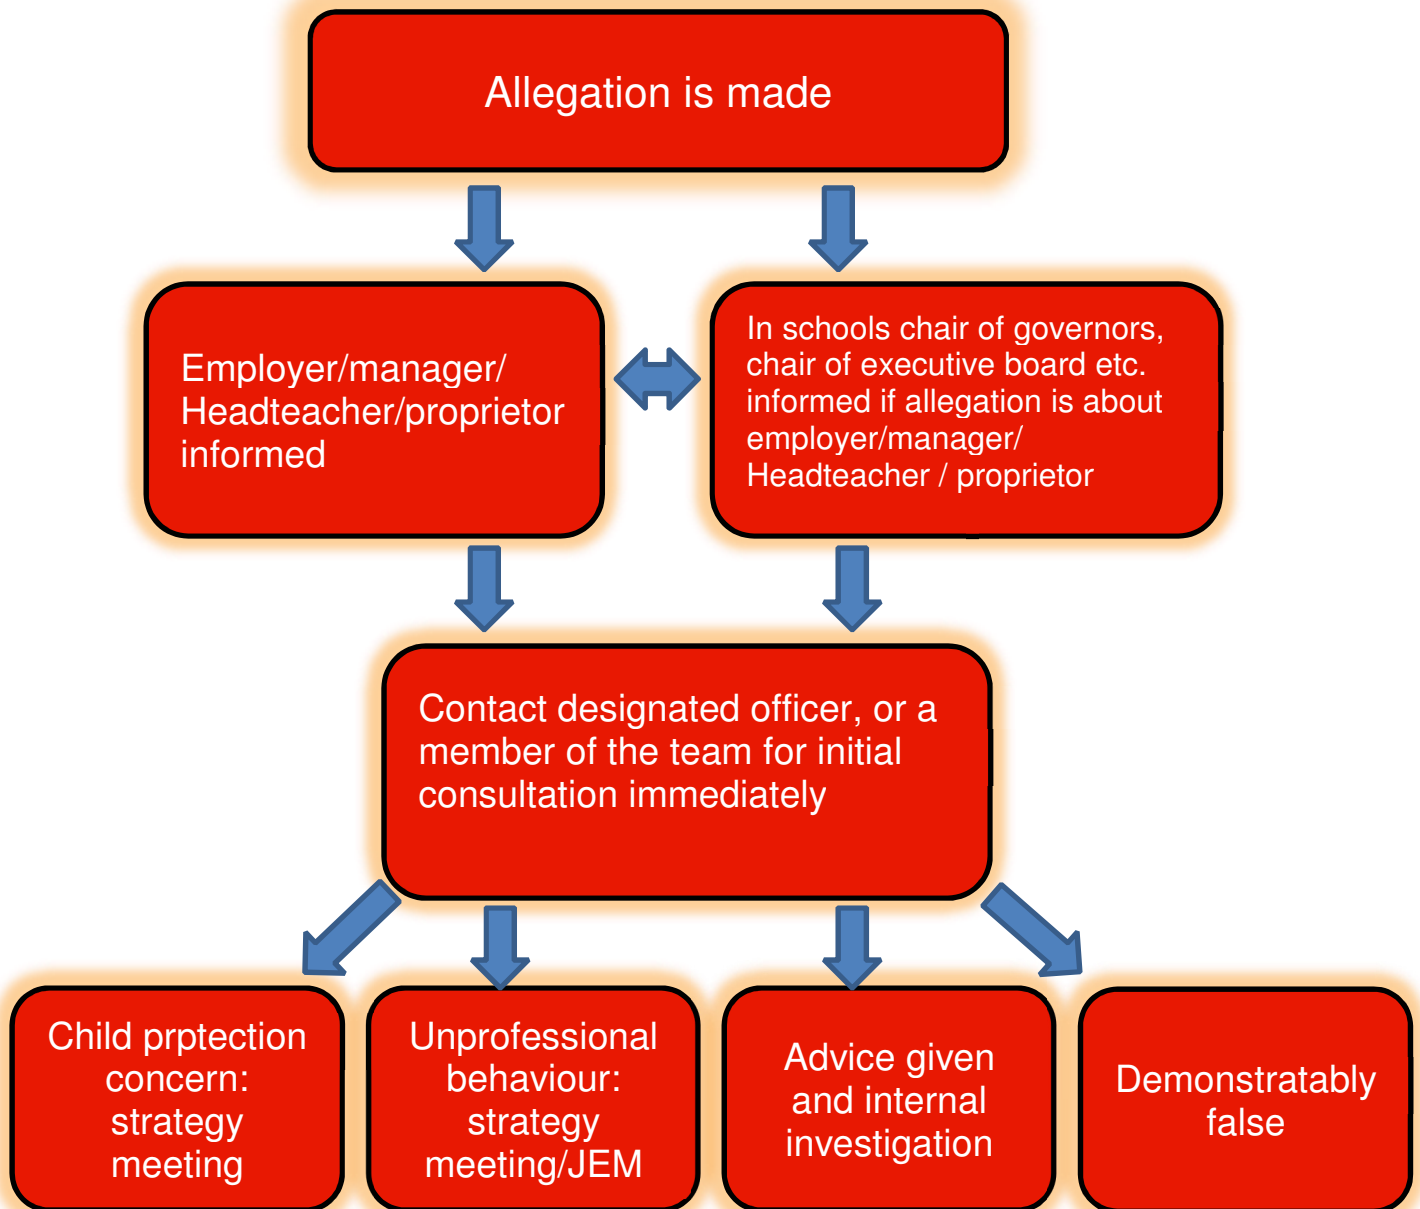 Allegation is made
Employer/manager/
Headteacher/proprietor
informed
In schools chair of governors,
chair of executive board etc.
informed if allegation is about
employer/manager/
Headteacher / proprietor
Contact designated officer, or a
member of the team for initial
consultation immediately
Child prptection
concern:
strategy
meeting
Unprofessional
behaviour:
strategy
meeting/JEM
Advice given
and internal
investigation
Demonstratably
false